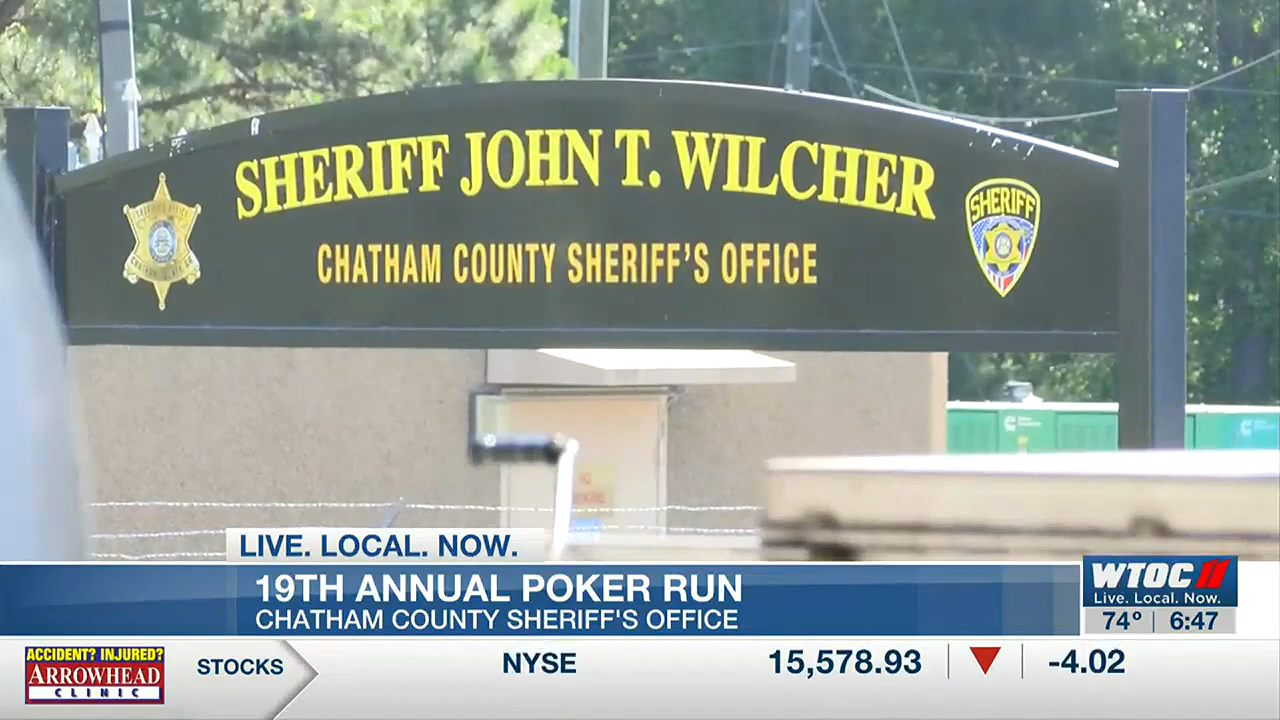 SHERIFF JOHN T. WILCHER
CHATHAM COUNTY SHERIFF'S OFFICE
SHERIFF
LIVE. LOCAL. NOW.
19TH ANNUAL POKER RUN
CHATHAM COUNTY SHERIFF'S OFFICE
WTOC 11
Live. Local. Now.
74° 6:47
ACCIDENT? INJURED?
ARROWHEAD
CLINIC
STOCKS
NYSE 15,578.93 -4.02